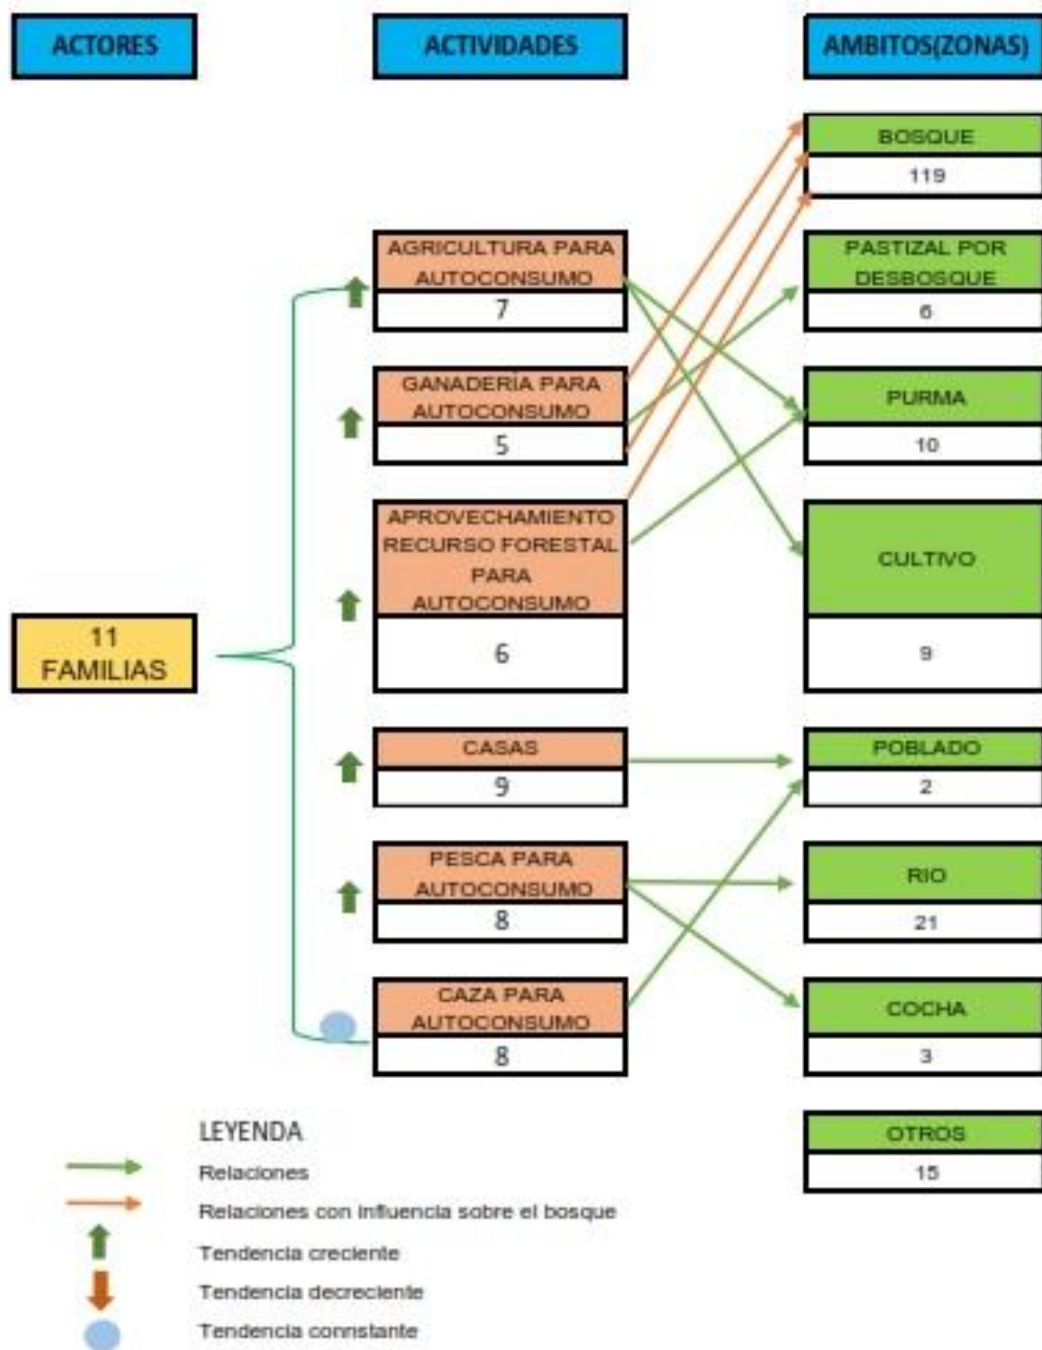 ACTORES
ACTIVIDADES
AMBITOS(ZONAS)
11
FAMILIAS
AGRICULTURA PARA
AUTOCONSUMO
7
GANADERÍA PARA
AUTOCONSUMO
5
APROVECHAMIENTO
RECURSO FORESTAL
PARA
AUTOCONSUMO
6
CASAS
9
PESCA PARA
AUTOCONSUMO
8
CAZA PARA
AUTOCONSUMO
8
BOSQUE
119
PASTIZAL POR
DESBOSQUE
6
PURMA
10
CULTIVO
9
POBLADO
2
RIO
21
COCHA
3
OTROS
15
LEYENDA
Relaciones
Relaciones con influencia sobre el bosque
Tendencia creciente
Tendencia decreciente
Tendencia connstante